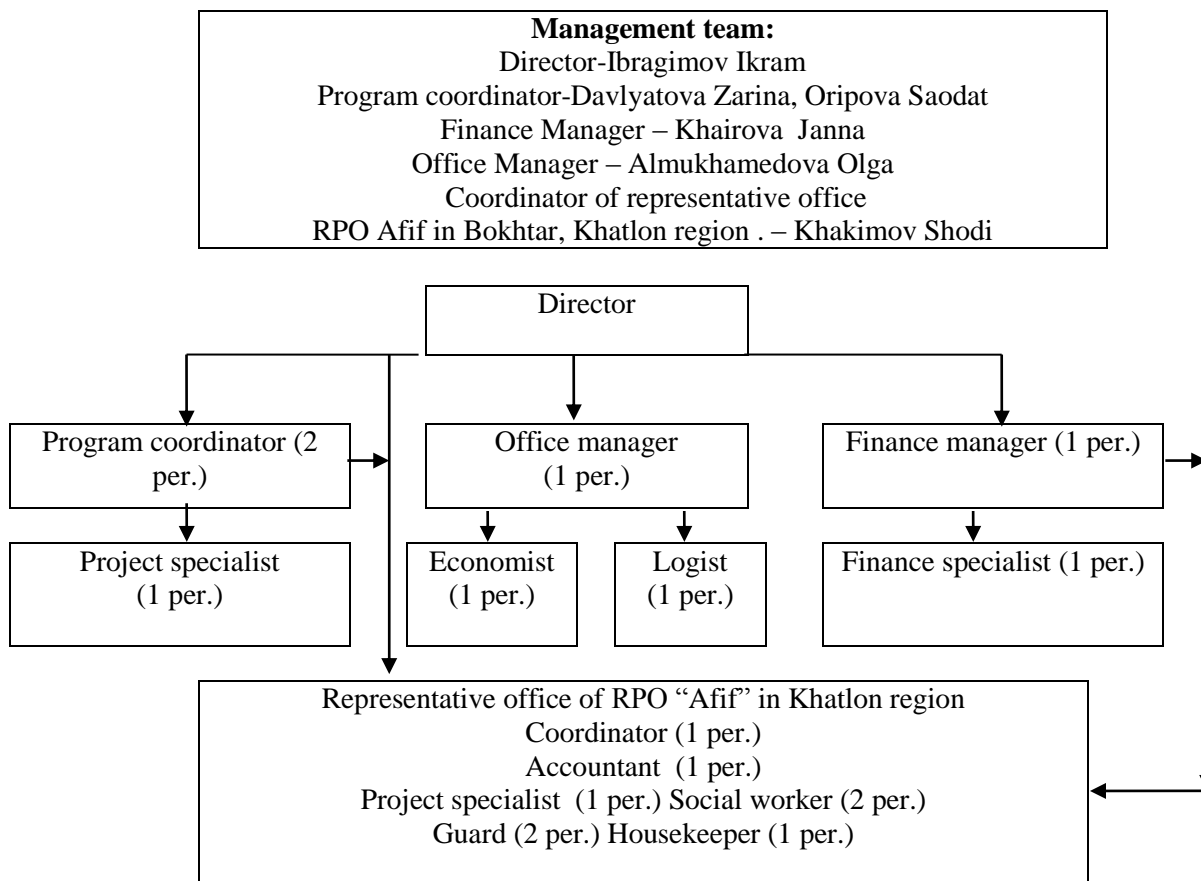 Management team:
Director-Ibragimov Ikram
Program coordinator-Davlyatova Zarina, Oripova Saodat
Finance Manager – Khairova  Janna
Office Manager – Almukhamedova Olga
Coordinator of representative office
RPO Afif in Bokhtar, Khatlon region . – Khakimov Shodi
Director
Program coordinator (2
per.)
Office manager
(1 per.)
Finance manager (1 per.)
Project specialist
(1 per.)
Economist
(1 per.)
Logist
(1 per.)
Finance specialist (1 per.)
Representative office of RPO “Afif” in Khatlon region
Coordinator (1 per.)
Accountant  (1 per.)
Project specialist  (1 per.) Social worker (2 per.)
Guard (2 per.) Housekeeper (1 per.)